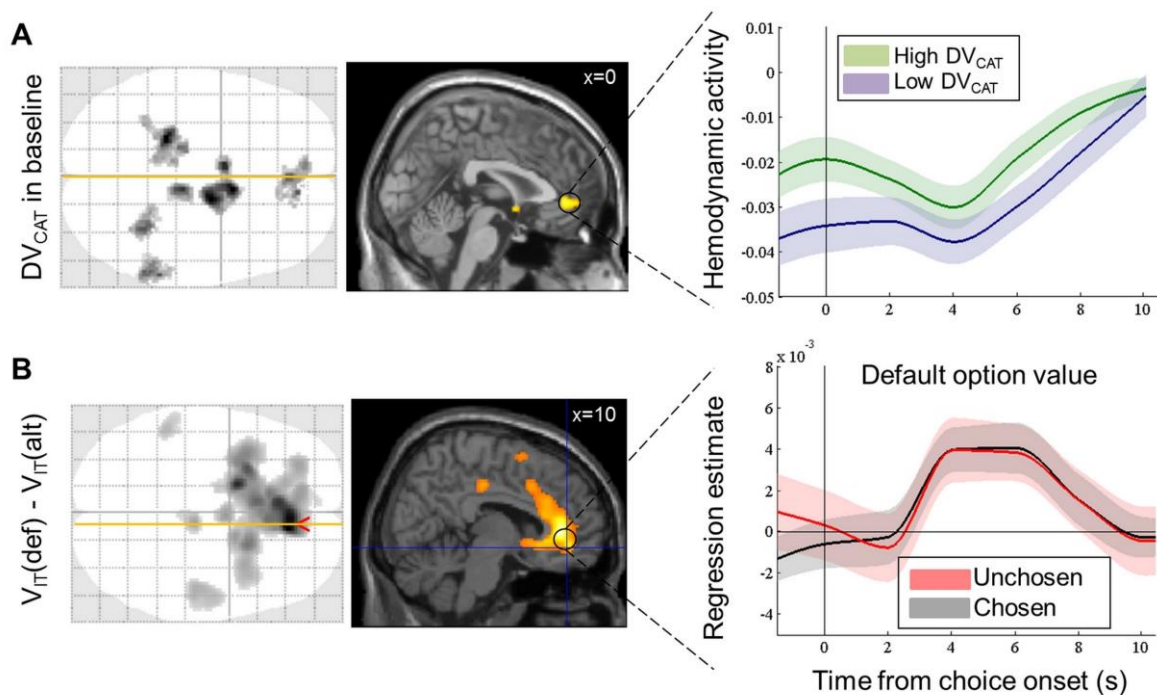 A
DV_CAT in baseline
x=0
Hemodynamic activity
0.01
0
-0.01
-0.02
-0.03
-0.04
-0.05
High DV_CAT
Low DV_CAT
0 2 4 6 8 10
B
V_IT(def) - V_IT(alt)
x=10
Regression estimate
x 10^-3
8
6
4
2
0
-2
-4
Default option value
Unchosen
Chosen
0 2 4 6 8 10
Time from choice onset (s)